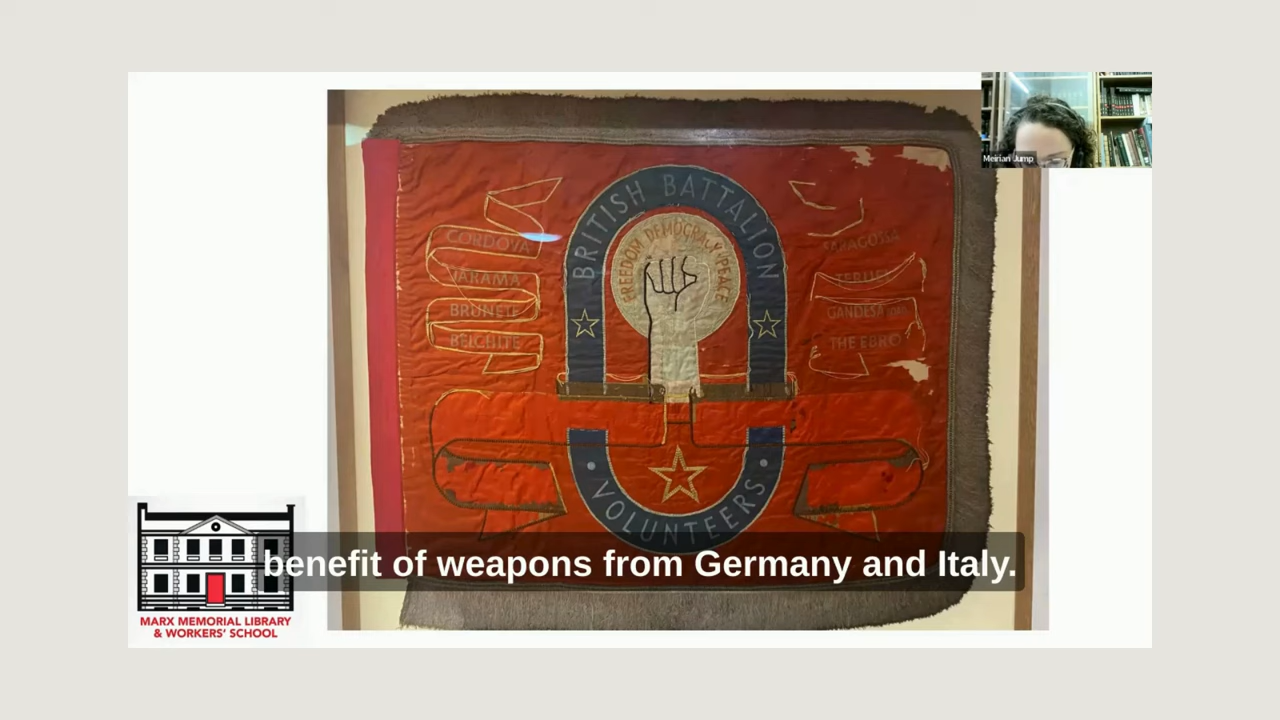 Meirian Jump
BRITISH BATTALION
FREEDOM DEMOCRACY PEACE
CORDOVA
JARAMA
BRUNETE
BELCHITE
SARAGOSSA
TERUEL
GANDESA
THE EBRO
VOLUNTEERS
benefit of weapons from Germany and Italy.
MARX MEMORIAL LIBRARY
& WORKERS' SCHOOL